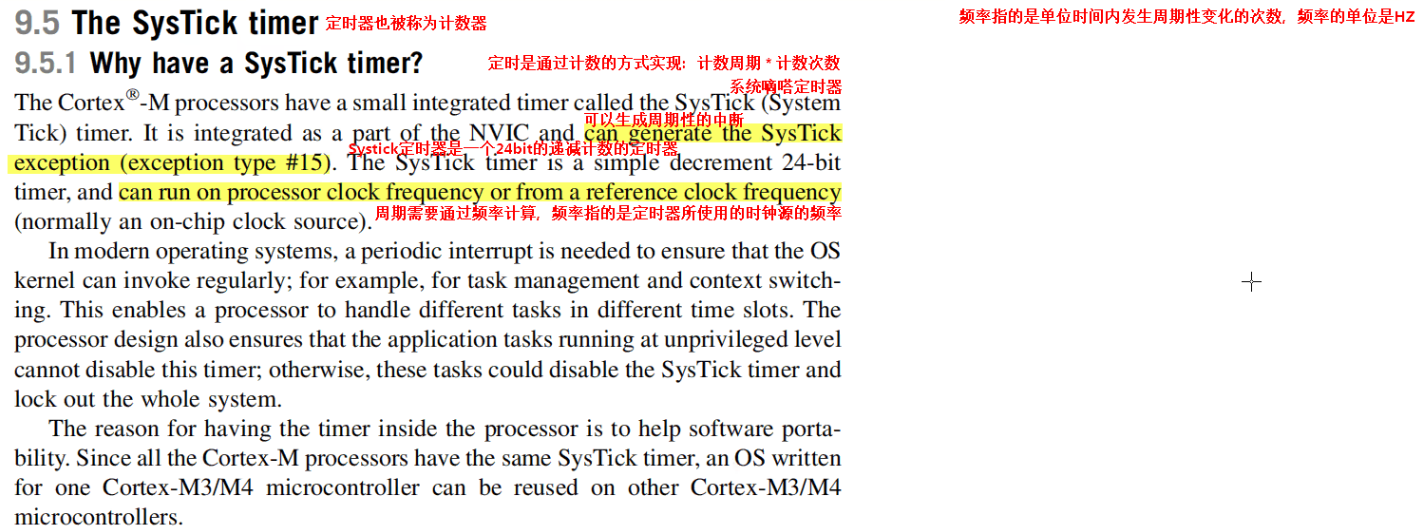 9.5 The SysTick timer 定时器也被称为计数器
频率指的是单位时间内发生周期性变化的次数，频率的单位是HZ
9.5.1 Why have a SysTick timer?
定时是通过计数的方式实现：计数周期 * 计数次数
系统嘀嗒定时器
The Cortex®-M processors have a small integrated timer called the SysTick (System
可以生成周期性的中断
Tick) timer. It is integrated as a part of the NVIC and can generate the SysTick
Systick定时器是一个24bit的递减计数的定时器
exception (exception type #15). The SysTick timer is a simple decrement 24-bit
timer, and can run on processor clock frequency or from a reference clock frequency
(normally an on-chip clock source). 周期需要通过频率计算，频率指的是定时器所使用的时钟源的频率
In modern operating systems, a periodic interrupt is needed to ensure that the OS
kernel can invoke regularly; for example, for task management and context switch-
ing. This enables a processor to handle different tasks in different time slots. The
processor design also ensures that the application tasks running at unprivileged level
cannot disable this timer; otherwise, these tasks could disable the SysTick timer and
lock out the whole system.
The reason for having the timer inside the processor is to help software porta-
bility. Since all the Cortex-M processors have the same SysTick timer, an OS written
for one Cortex-M3/M4 microcontroller can be reused on other Cortex-M3/M4
microcontrollers.